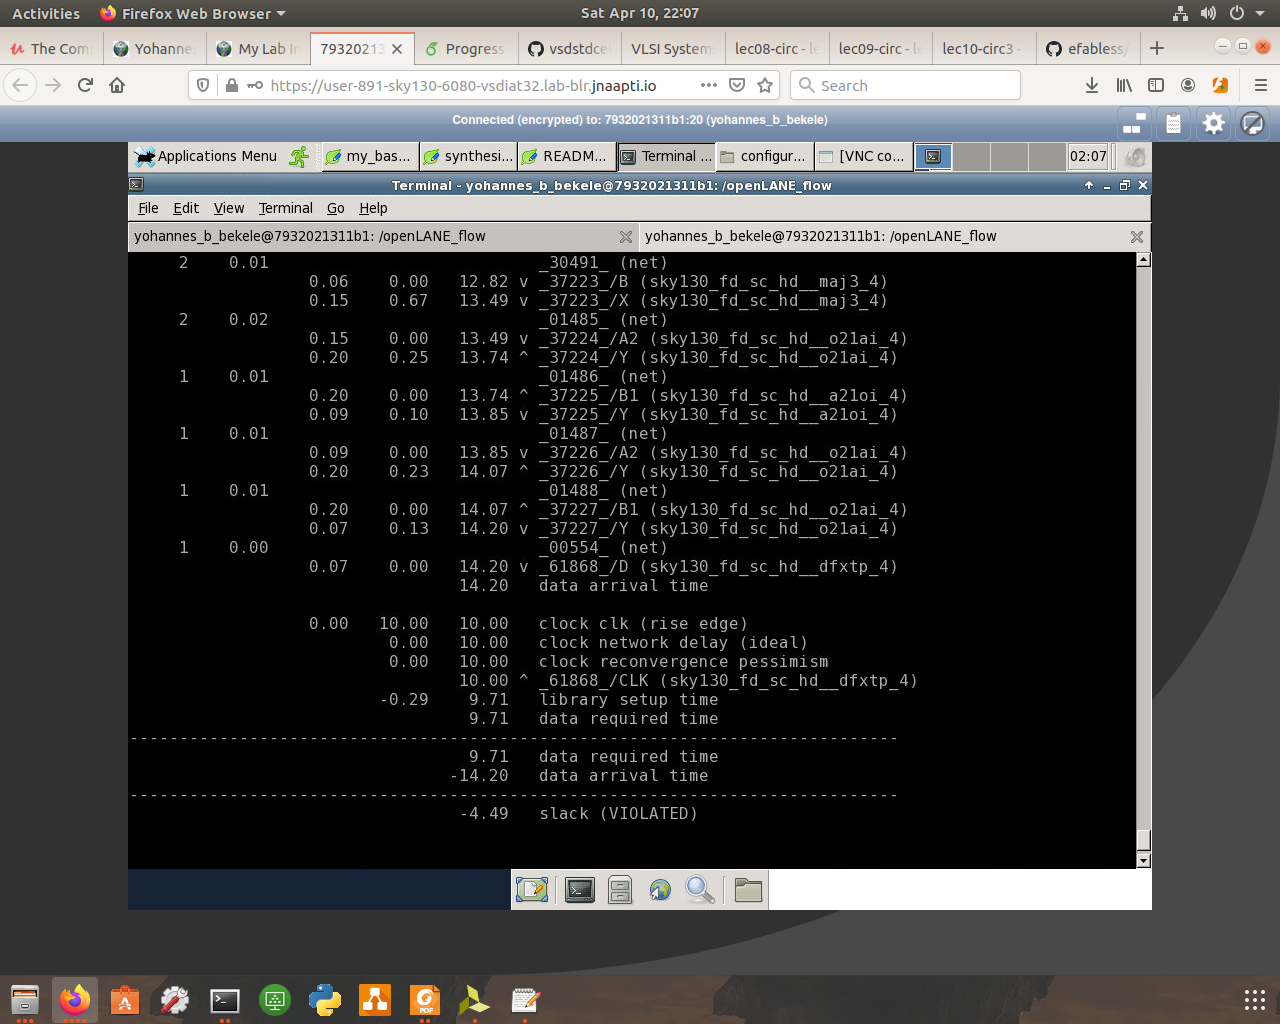 Activities Firefox Web Browser Sat Apr 10, 22:07
The Com Yohanne My Lab In 79320213 Progress vsdstdce VLSI System lec08-circ - le lec09-circ - le lec10-circ3 - efabless/
https://user-891-sky130-6080-vsdiat32.lab-blr.jnaapti.io Search
Connected (encrypted) to: 7932021311b1:20 (yohannes_b_bekele)
Applications Menu my_bas... synthesi... READM... Terminal ... configur... [VNC co... 02:07
Terminal - yohannes_b_bekele@7932021311b1: /openLANE_flow
File Edit View Terminal Go Help
yohannes_b_bekele@7932021311b1: /openLANE_flow yohannes_b_bekele@7932021311b1: /openLANE_flow
2 0.01 _30491_ (net)
0.06 0.00 12.82 v _37223_/B (sky130_fd_sc_hd__maj3_4)
0.15 0.67 13.49 v _37223_/X (sky130_fd_sc_hd__maj3_4)
2 0.02 _01485_ (net)
0.15 0.00 13.49 v _37224_/A2 (sky130_fd_sc_hd__o21ai_4)
0.20 0.25 13.74 ^ _37224_/Y (sky130_fd_sc_hd__o21ai_4)
1 0.01 _01486_ (net)
0.20 0.00 13.74 ^ _37225_/B1 (sky130_fd_sc_hd__a21oi_4)
0.09 0.10 13.85 v _37225_/Y (sky130_fd_sc_hd__a21oi_4)
1 0.01 _01487_ (net)
0.09 0.00 13.85 v _37226_/A2 (sky130_fd_sc_hd__o21ai_4)
0.20 0.23 14.07 ^ _37226_/Y (sky130_fd_sc_hd__o21ai_4)
1 0.01 _01488_ (net)
0.20 0.00 14.07 ^ _37227_/B1 (sky130_fd_sc_hd__o21ai_4)
0.07 0.13 14.20 v _37227_/Y (sky130_fd_sc_hd__o21ai_4)
1 0.00 _00554_ (net)
0.07 0.00 14.20 v _61868_/D (sky130_fd_sc_hd__dfxtp_4)
14.20 data arrival time
0.00 10.00 10.00 clock clk (rise edge)
0.00 10.00 clock network delay (ideal)
0.00 10.00 clock reconvergence pessimism
10.00 ^ _61868_/CLK (sky130_fd_sc_hd__dfxtp_4)
-0.29 9.71 library setup time
9.71 data required time
-----------------------------------------------------------------------------
9.71 data required time
-14.20 data arrival time
-----------------------------------------------------------------------------
-4.49 slack (VIOLATED)
PDF